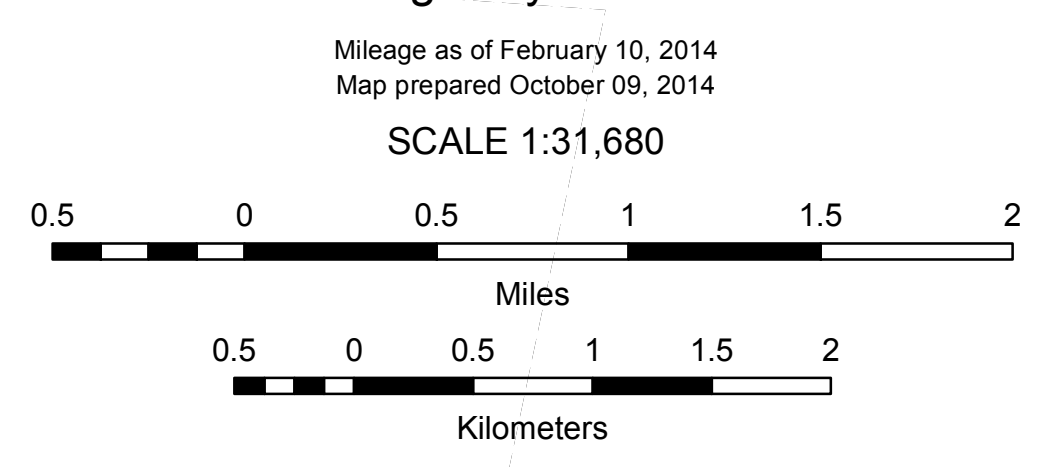 Mileage as of February 10, 2014
Map prepared October 09, 2014
SCALE 1:31,680
0.5 0 0.5 1 1.5 2
Miles
0.5 0 0.5 1 1.5 2
Kilometers